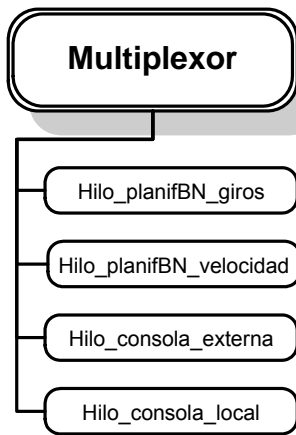 Multiplexor
Hilo_planifBN_giros
Hilo_planifBN_velocidad
Hilo_consola_externa
Hilo_consola_local